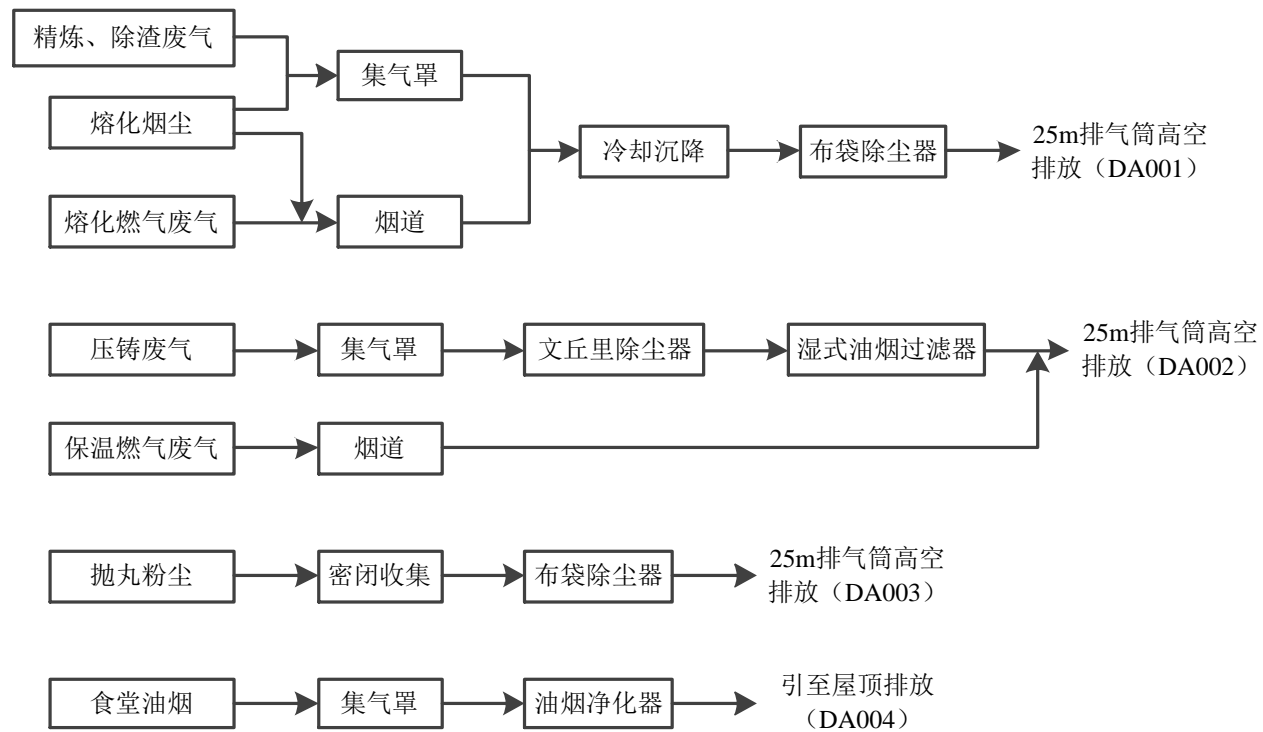 精炼、除渣废气
集气罩
熔化烟尘
冷却沉降
布袋除尘器
25m排气筒高空
排放（DA001）
熔化燃气废气
烟道
压铸废气
集气罩
文丘里除尘器
湿式油烟过滤器
25m排气筒高空
排放（DA002）
保温燃气废气
烟道
抛丸粉尘
密闭收集
布袋除尘器
25m排气筒高空
排放（DA003）
食堂油烟
集气罩
油烟净化器
引至屋顶排放
（DA004）